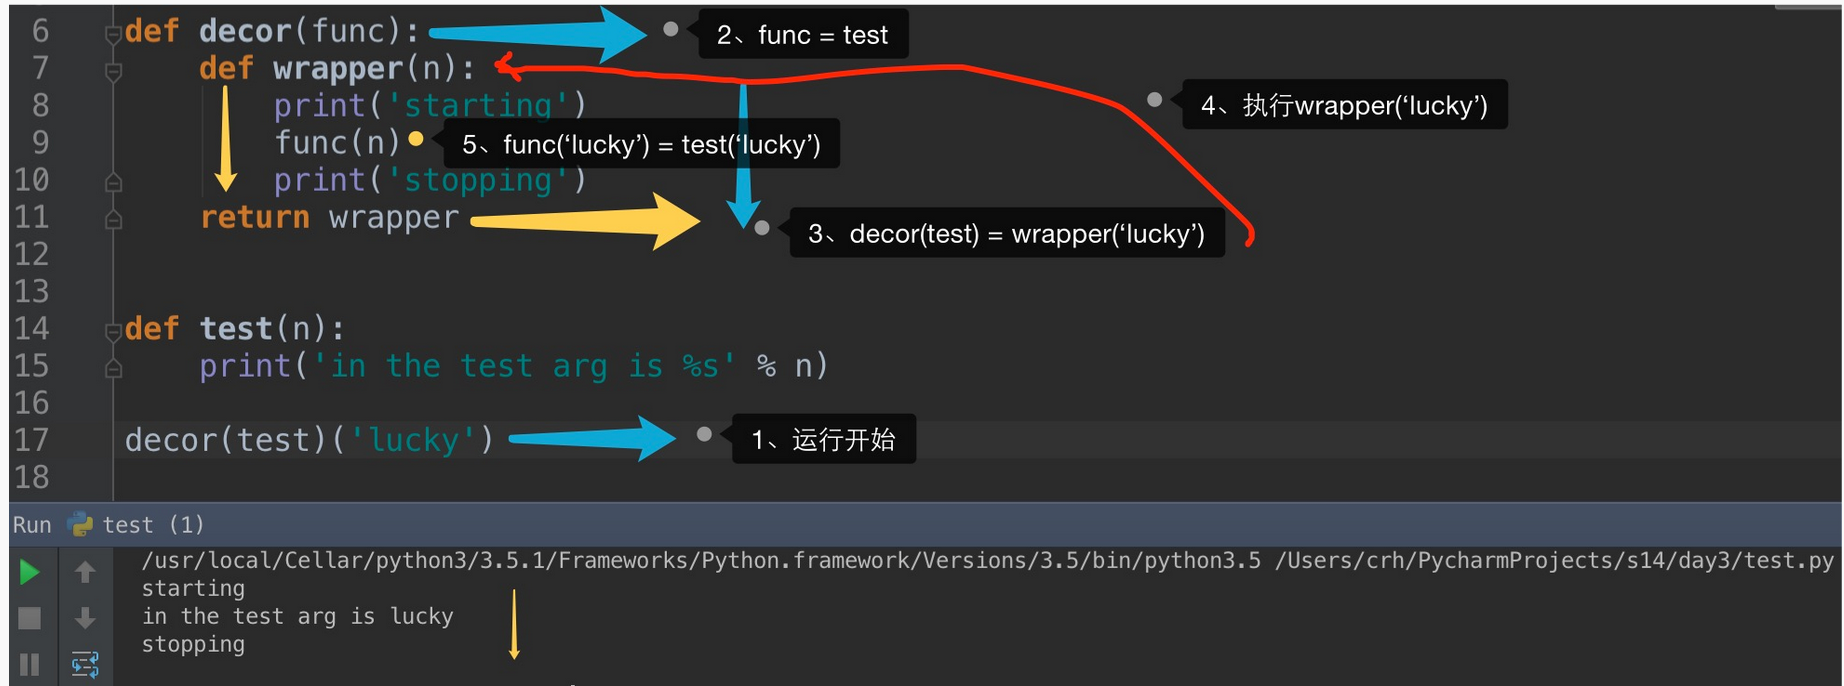 6 def decor(func): 2、func = test
7 def wrapper(n):
8 print('starting') 4、执行wrapper(‘lucky’)
9 func(n) 5、func(‘lucky’) = test(‘lucky’)
10 print('stopping')
11 return wrapper 3、decor(test) = wrapper(‘lucky’)
12
13
14 def test(n):
15 print('in the test arg is %s' % n)
16
17 decor(test)('lucky') 1、运行开始
18
Run test (1)
/usr/local/Cellar/python3/3.5.1/Frameworks/Python.framework/Versions/3.5/bin/python3.5 /Users/crh/PycharmProjects/s14/day3/test.py
starting
in the test arg is lucky
stopping